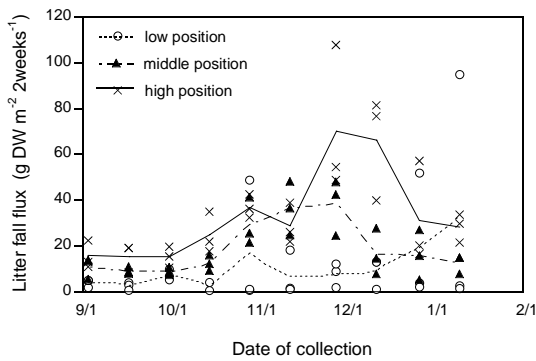 120
100
80
60
40
20
0
Litter fall flux (g DW m-2 2weeks-1)
low position
middle position
high position
9/1 10/1 11/1 12/1 1/1 2/1
Date of collection